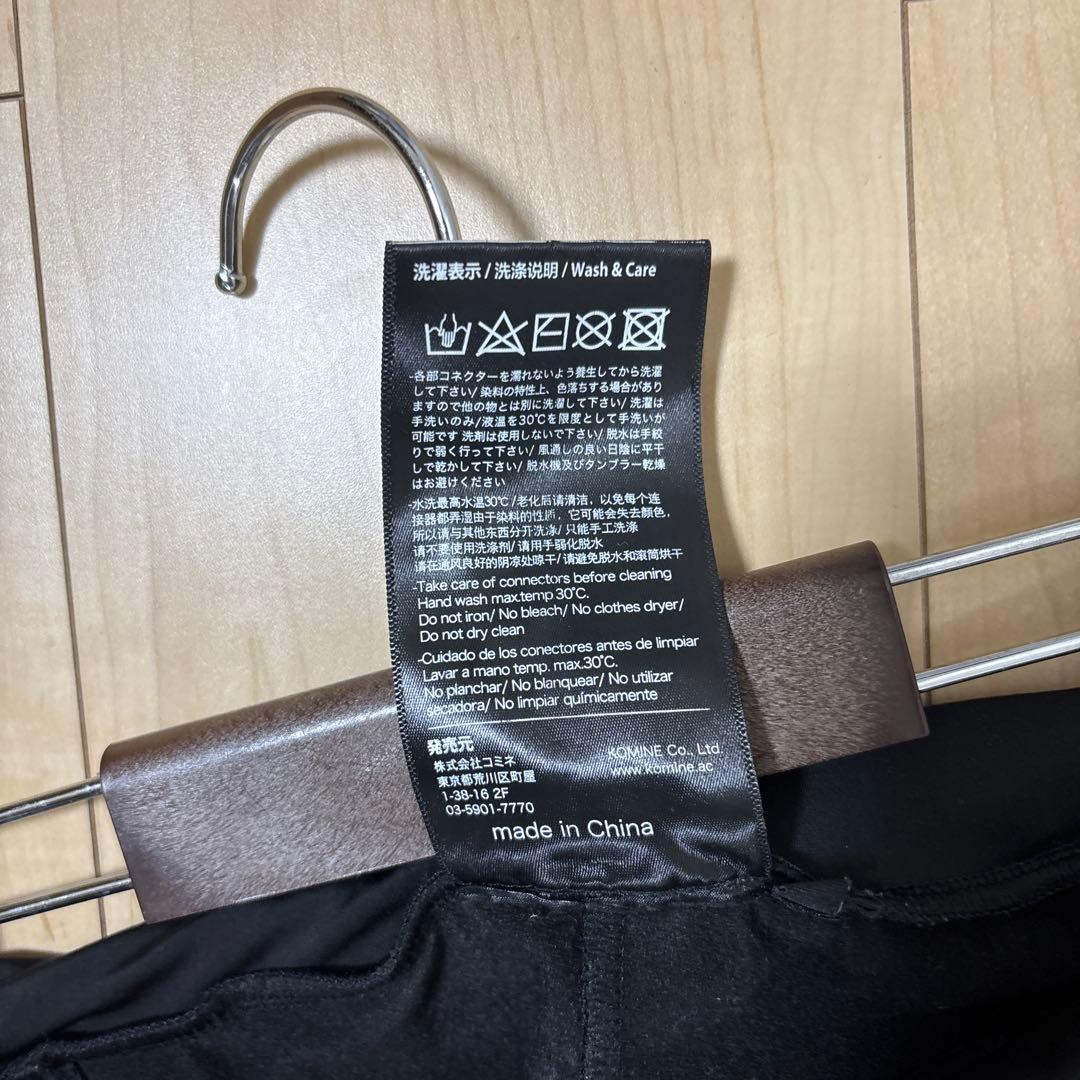 洗濯表示/洗涤说明/Wash & Care
-各部コネクターを濡れないよう養生してから洗濯
して下さい/染料の特性上、色落ちする場合があり
ますので他の物とは別に洗濯して下さい/洗濯は
手洗いのみ/液温を30℃を限度として手洗いが
可能です 洗剤は使用しないで下さい/脱水は手絞
りで弱く行って下さい/風通しの良い日陰に平干
しで乾かして下さい/脱水機及びタンブラー乾燥
はお避けください
-水洗最高水温30℃/老化后请清洁，以免每个连
接器都弄湿由于染料的性质，它可能会失去颜色，
所以请与其他东西分开洗涤/只能手工洗涤
请不要使用洗涤剂/请用手弱化脱水
请在通风良好的阴凉处晾干/请避免脱水和滚筒烘干
-Take care of connectors before cleaning
Hand wash max.temp 30℃.
Do not iron/ No bleach/ No clothes dryer/
Do not dry clean
-Cuidado de los conectores antes de limpiar
Lavar a mano temp. max.30℃.
No planchar/ No blanquear/ No utilizar
secadora/ No limpiar químicamente
発売元
株式会社コミネ
東京都荒川区町屋
1-38-16 2F
03-5901-7770
KOMINE Co., Ltd
www.komine.ac
made in China